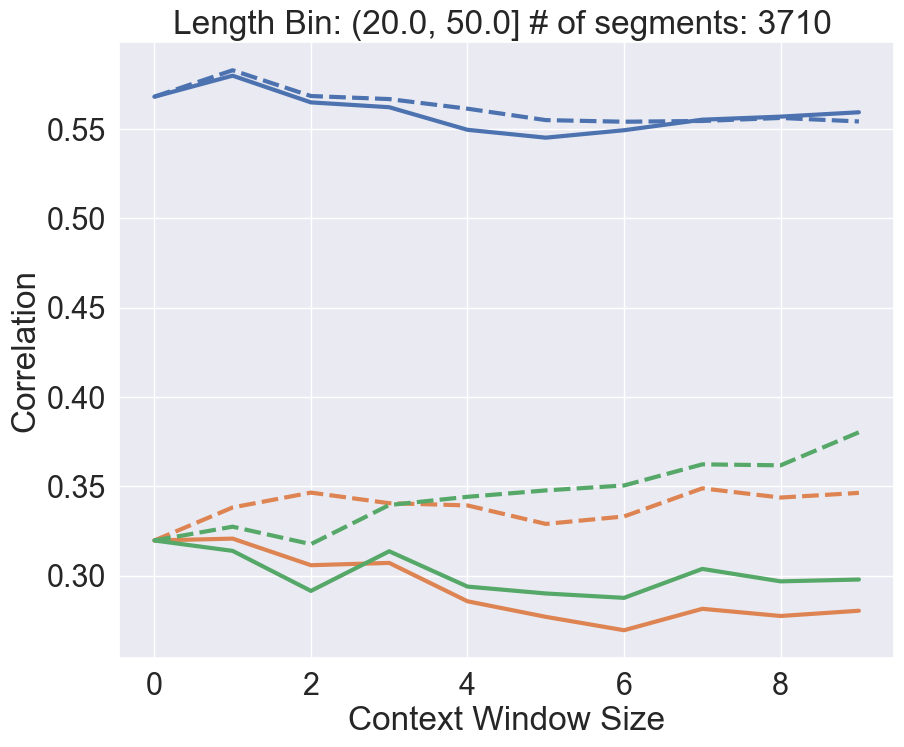 Length Bin: (20.0, 50.0] # of segments: 3710
0.55
0.50
0.45
0.40
0.35
0.30
Correlation
0 2 4 6 8
Context Window Size